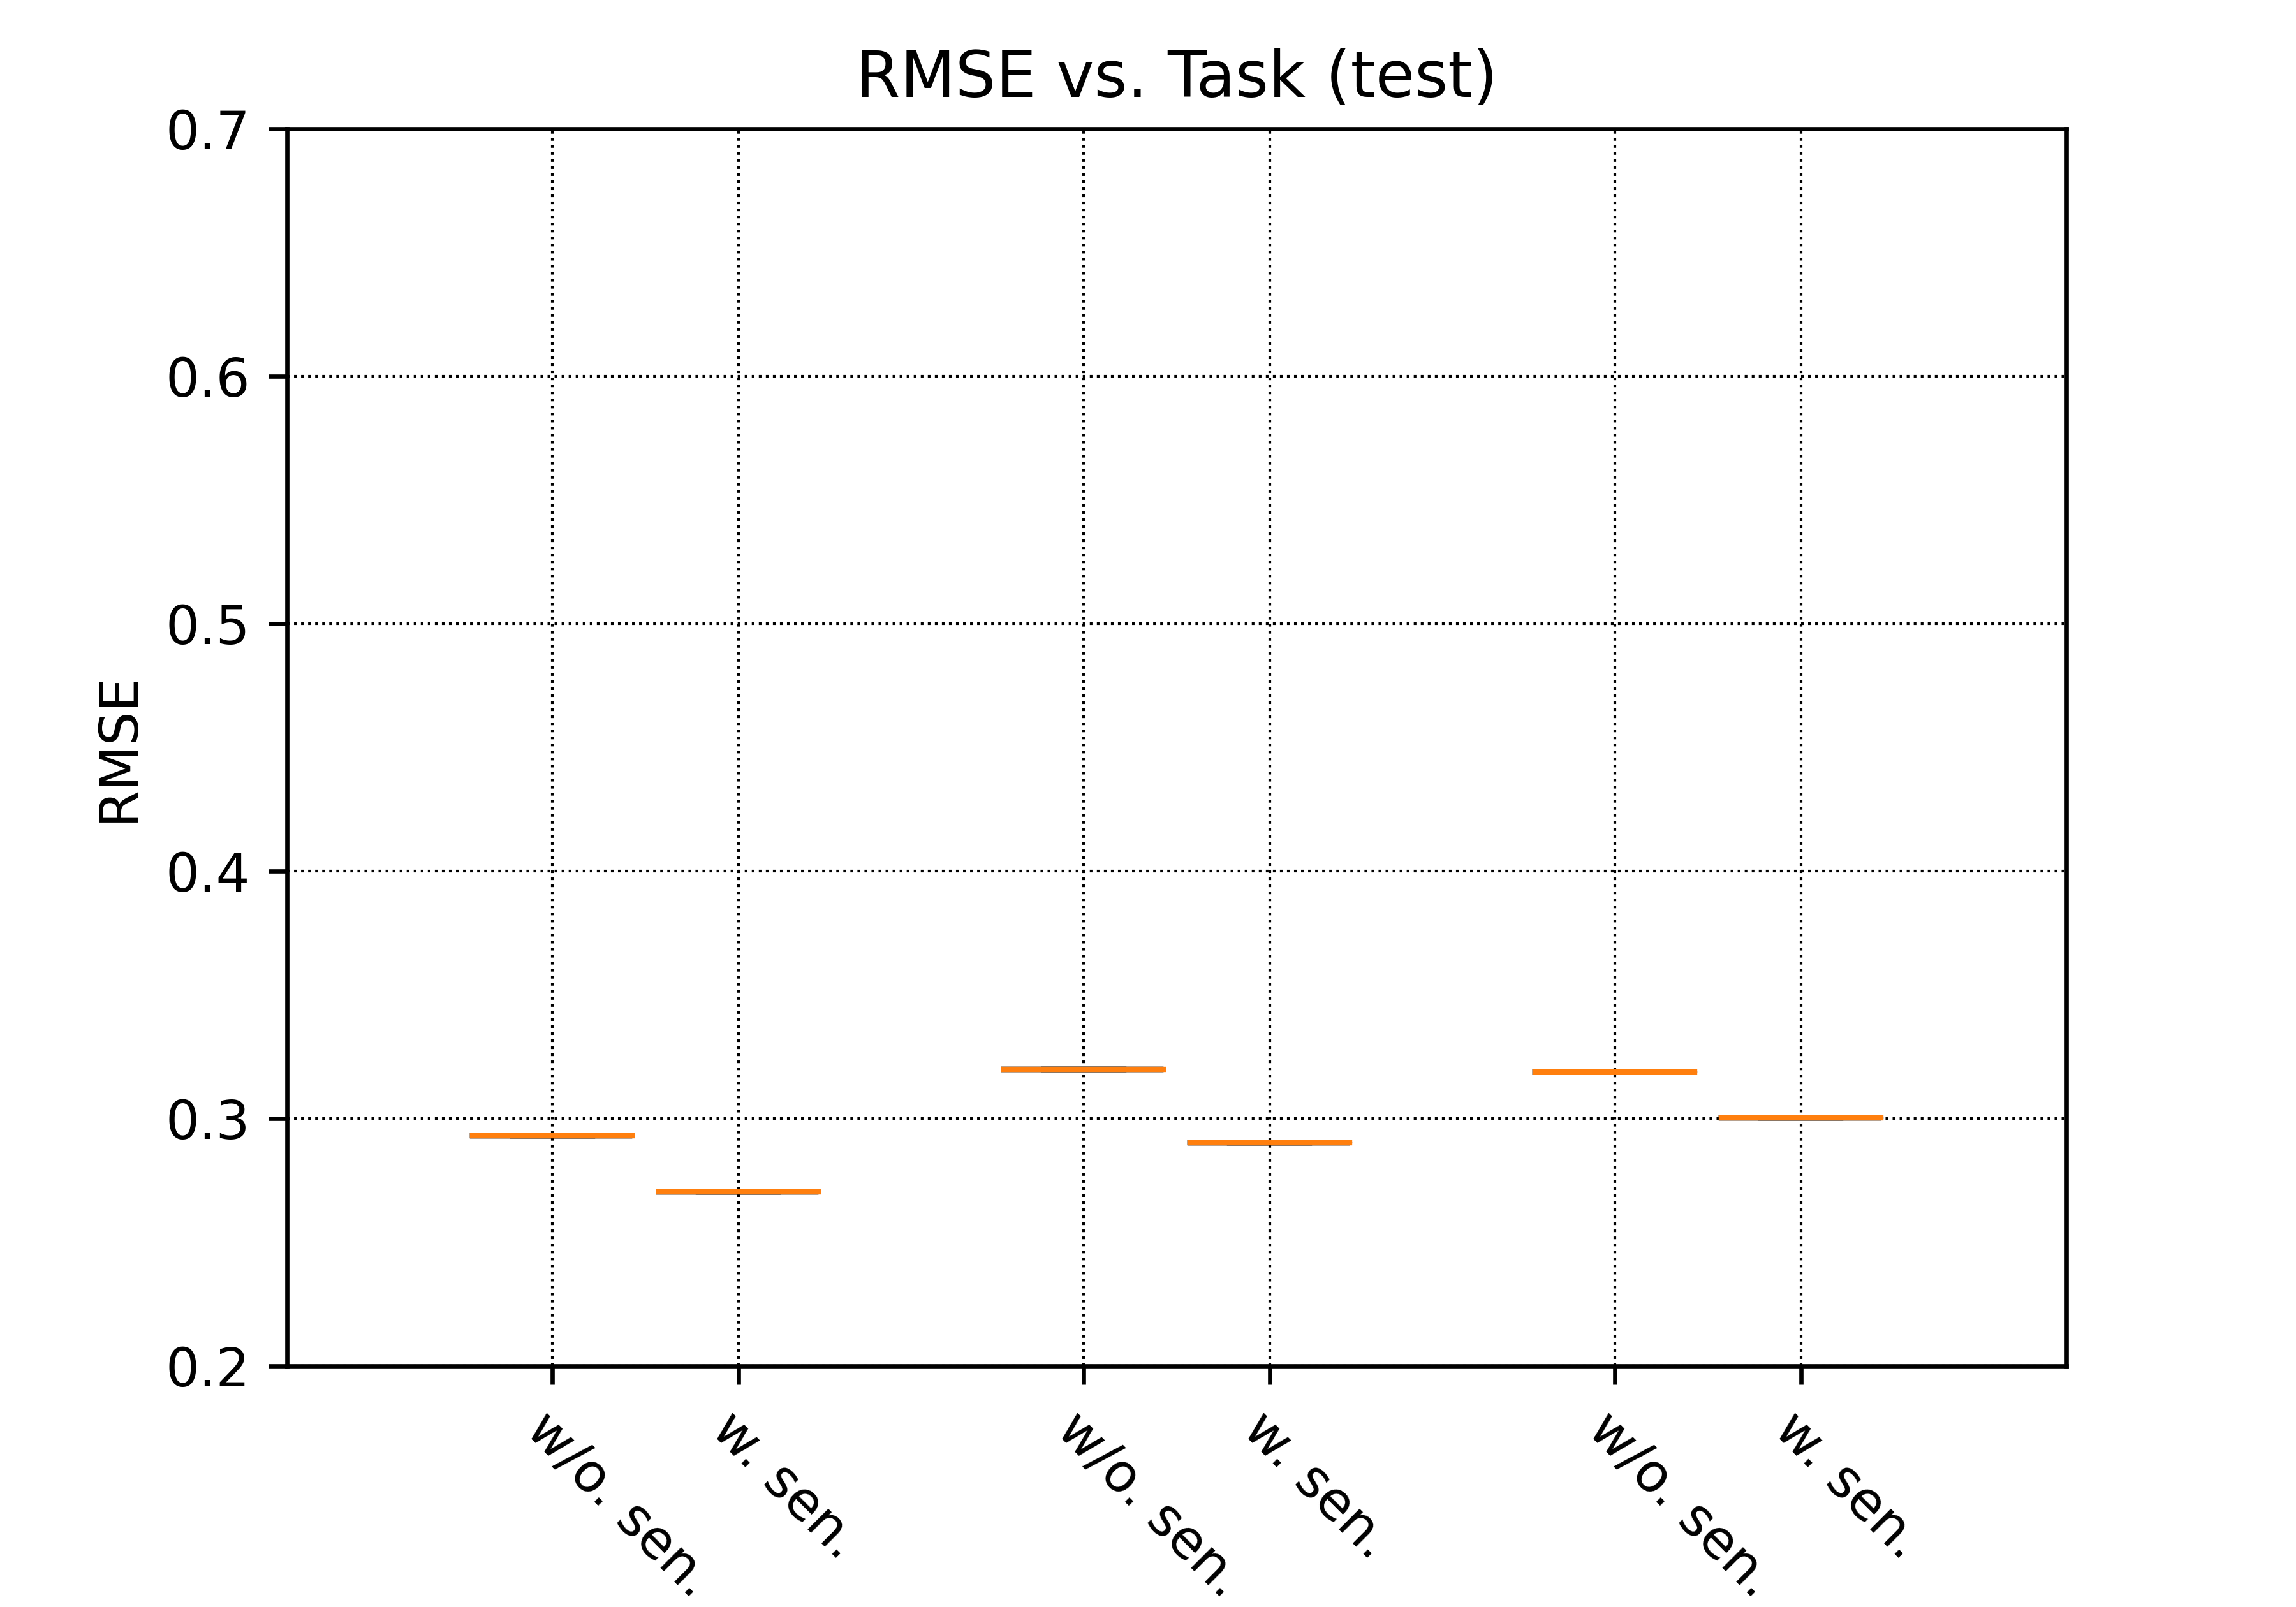 RMSE vs. Task (test)
0.7
0.6
0.5
0.4
0.3
0.2
RMSE
w/o. sen.
w. sen.
w/o. sen.
w. sen.
w/o. sen.
w. sen.